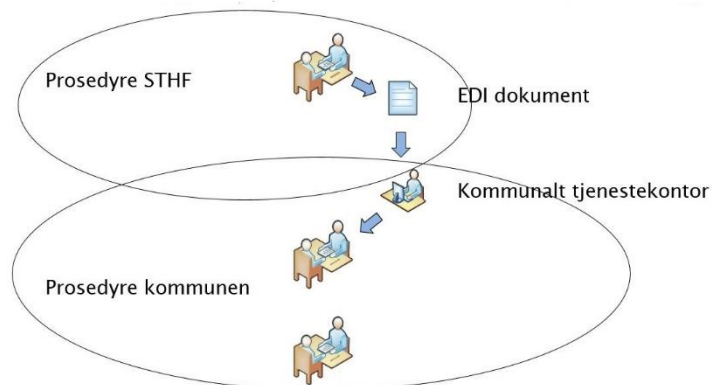 Prosedyre STHF
EDI dokument
Kommunalt tjenestekontor
Prosedyre kommunen